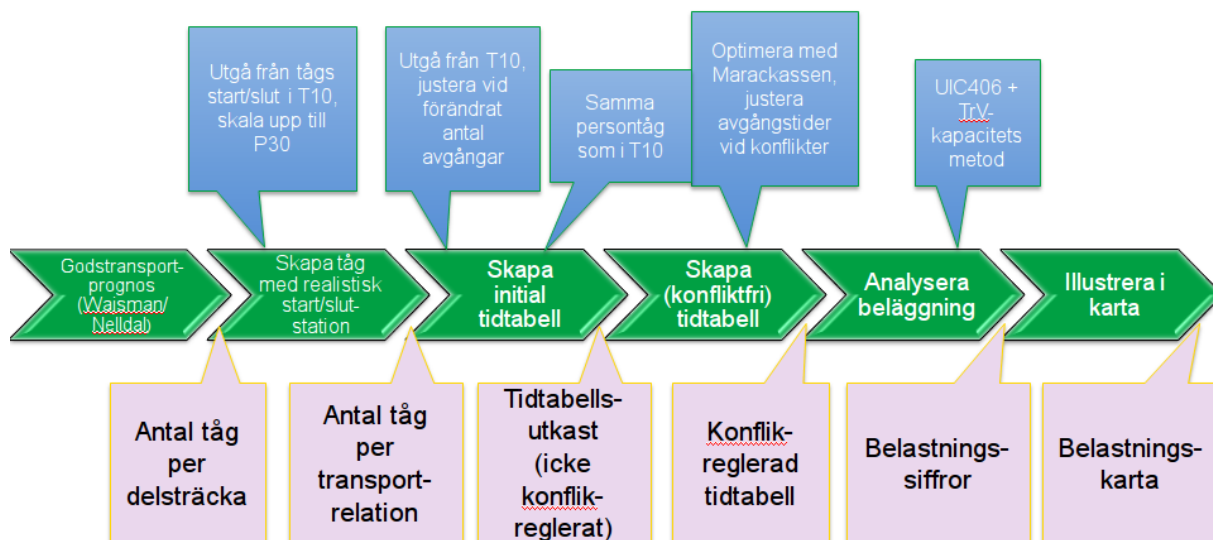 Utgå från tågs
start/slut i T10,
skala upp till
P30
Utgå från T10,
justera vid
förändrat
antal
avgångar
Samma
persontåg
som i T10
Optimera med
Marackassen,
justera
avgångstider
vid konflikter
UIC406 +
TrV-
kapacitets
metod
Godstransport-
prognos
(Wajsman/
Nelldal)
Skapa tåg
med realistisk
start/slut-
station
Skapa
initial
tidtabell
Skapa
(konfliktfri)
tidtabell
Analysera
beläggning
Illustrera i
karta
Antal tåg
per
delsträcka
Antal tåg
per
transport-
relation
Tidtabells-
utkast
(icke
konflik-
reglerat)
Konflik-
reglerad
tidtabell
Belastnings-
siffror
Belastnings-
karta